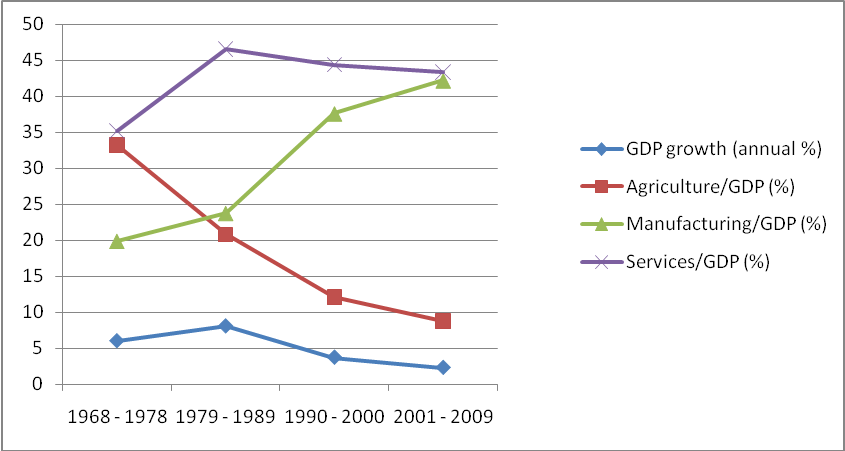 50
45
40
35
30
25
20
15
10
5
0
1968 - 1978 1979 - 1989 1990 - 2000 2001 - 2009
GDP growth (annual %)
Agriculture/GDP (%)
Manufacturing/GDP (%)
Services/GDP (%)